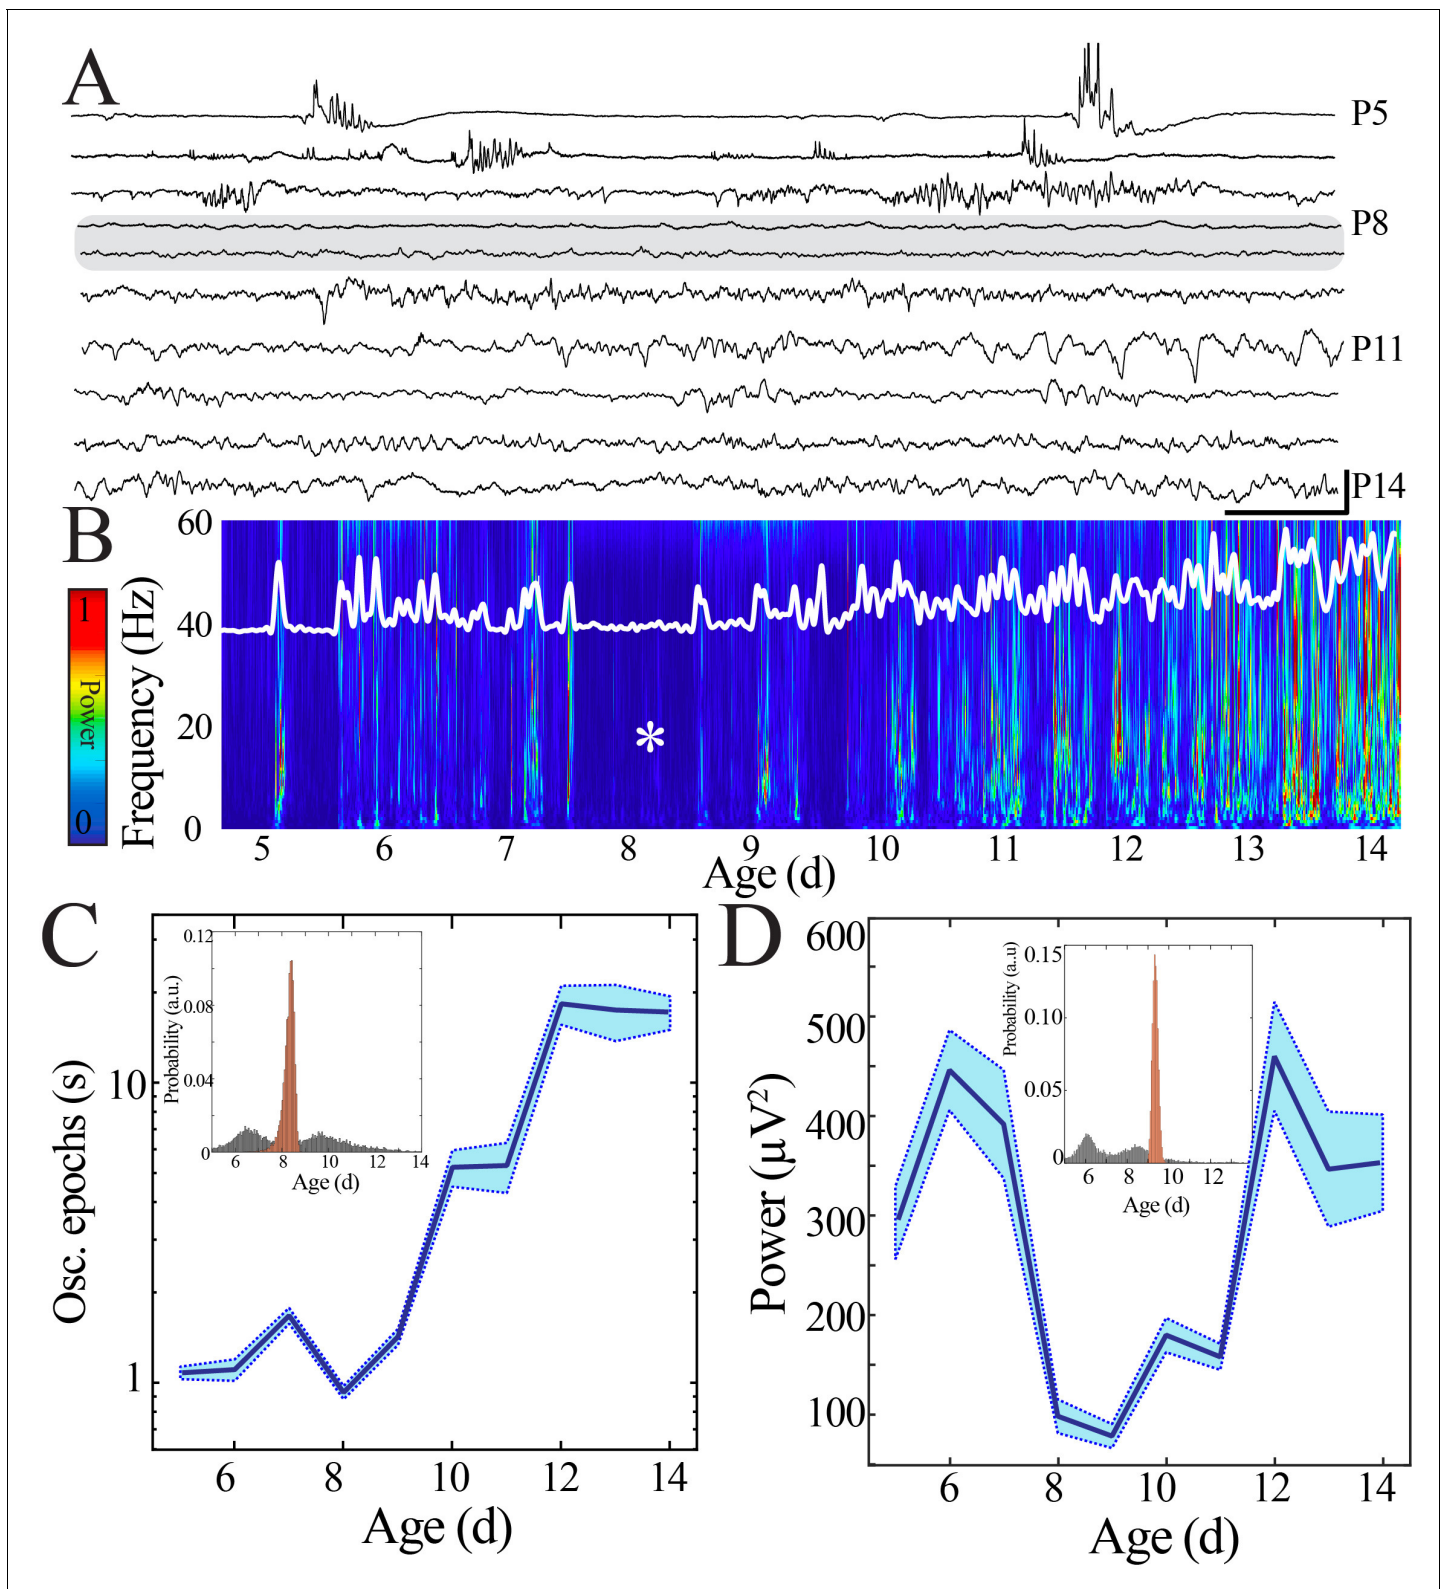 A
P5
P8
P11
P14
B
60
40
20
0
Frequency (Hz)
1
Power
0
*
5 6 7 8 9 10 11 12 13 14
Age (d)
C
10
1
Osc. epochs (s)
6 8 10 12 14
Age (d)
0.12
0.08
0.04
0
Probability (a.u.)
6 8 10 12 14
Age (d)
D
600
500
400
300
200
100
Power (µV²)
6 8 10 12 14
Age (d)
0.15
0.10
0.05
0
Probability (a.u)
6 8 10 12
Age (d)